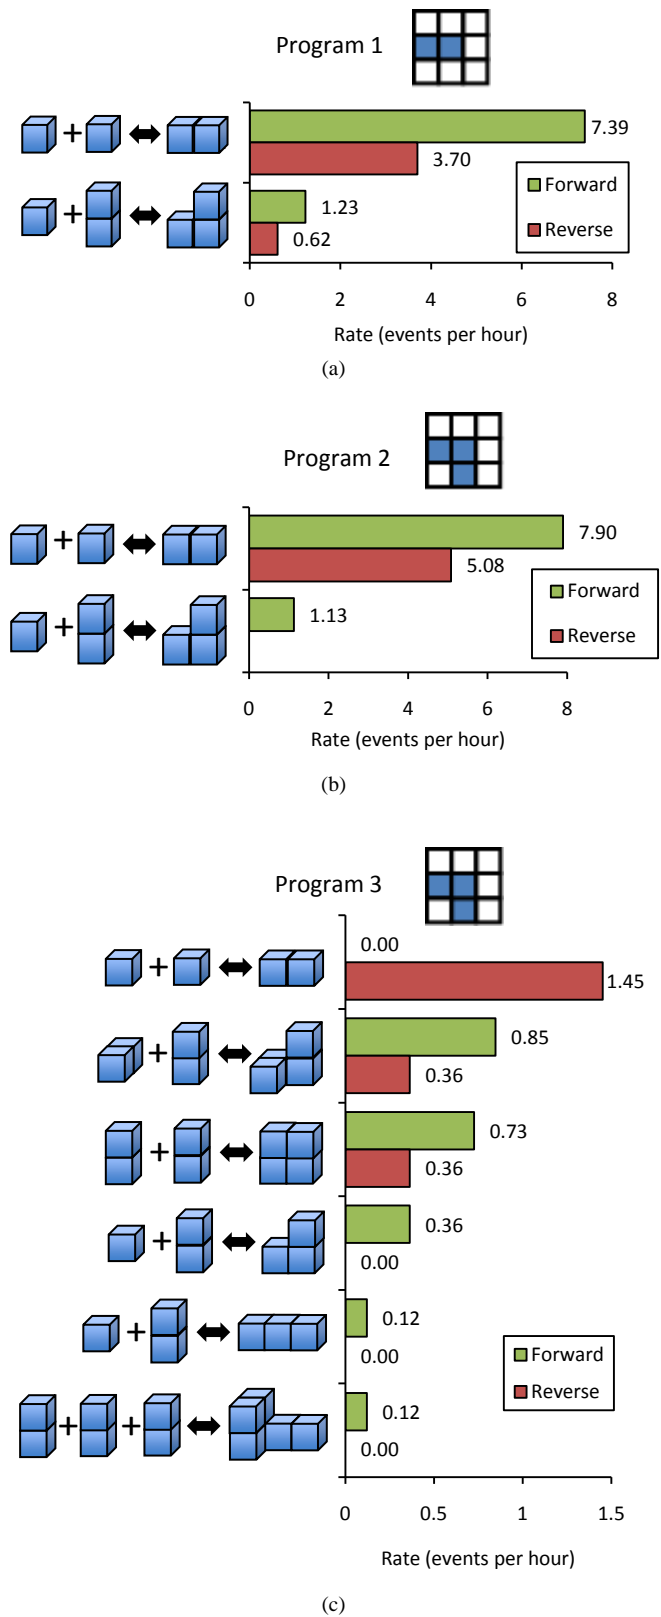 Program 1
+
7.39
3.70
+
1.23
0.62
Forward
Reverse
0 2 4 6 8
Rate (events per hour)
(a)
Program 2
+
7.90
5.08
+
1.13
Forward
Reverse
0 2 4 6 8
Rate (events per hour)
(b)
Program 3
0.00
+
1.45
0.85
+
0.36
0.73
+
0.36
0.36
+
0.00
0.12
+
0.00
Forward
Reverse
0.12
+ +
0.00
0 0.5 1 1.5
Rate (events per hour)
(c)